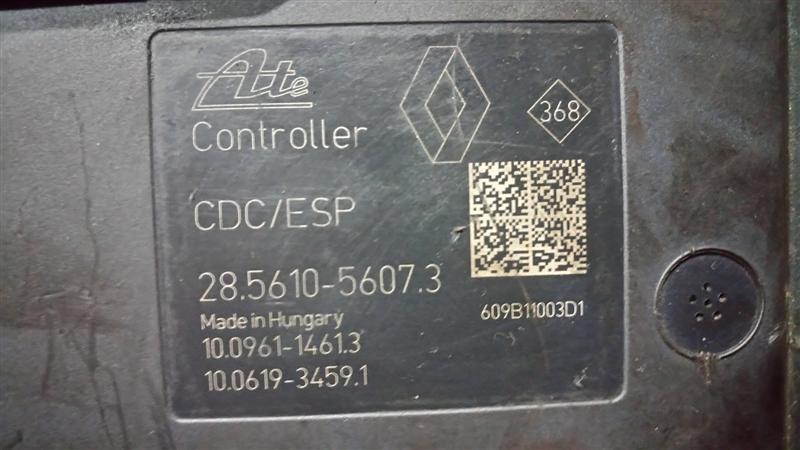 Ate
368
Controller
CDC/ESP
28.5610-5607.3
609B11003D1
Made in Hungary
10.0961-1461.3
10.0619-3459.1